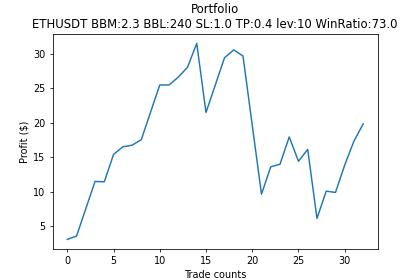 Portfolio
ETHUSDT BBM:2.3 BBL:240 SL:1.0 TP:0.4 lev:10 WinRatio:73.0
30
25
20
15
10
5
Profit ($)
0 5 10 15 20 25 30
Trade counts